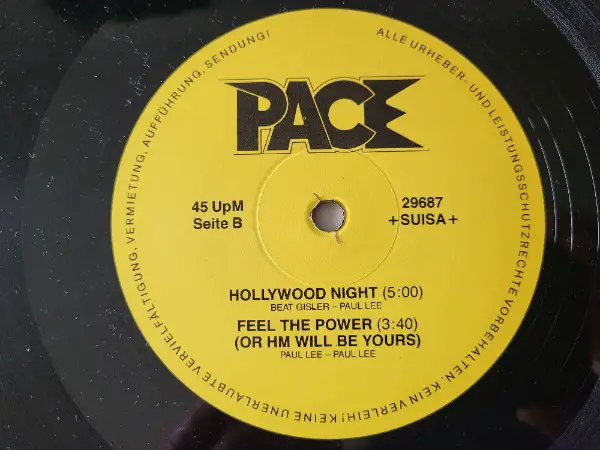 ALLE URHEBER- UND LEISTUNGSSCHUTZRECHTE VORBEHALTEN. KEIN VERLEIH! KEINE UNERLAUBTE VERVIELFÄLTIGUNG, VERMIETUNG, AUFFÜHRUNG, SENDUNG!
PACE
45 UpM
Seite B
29687
+SUISA+
HOLLYWOOD NIGHT (5:00)
BEAT GISLER – PAUL LEE
FEEL THE POWER (3:40)
(OR HM WILL BE YOURS)
PAUL LEE – PAUL LEE